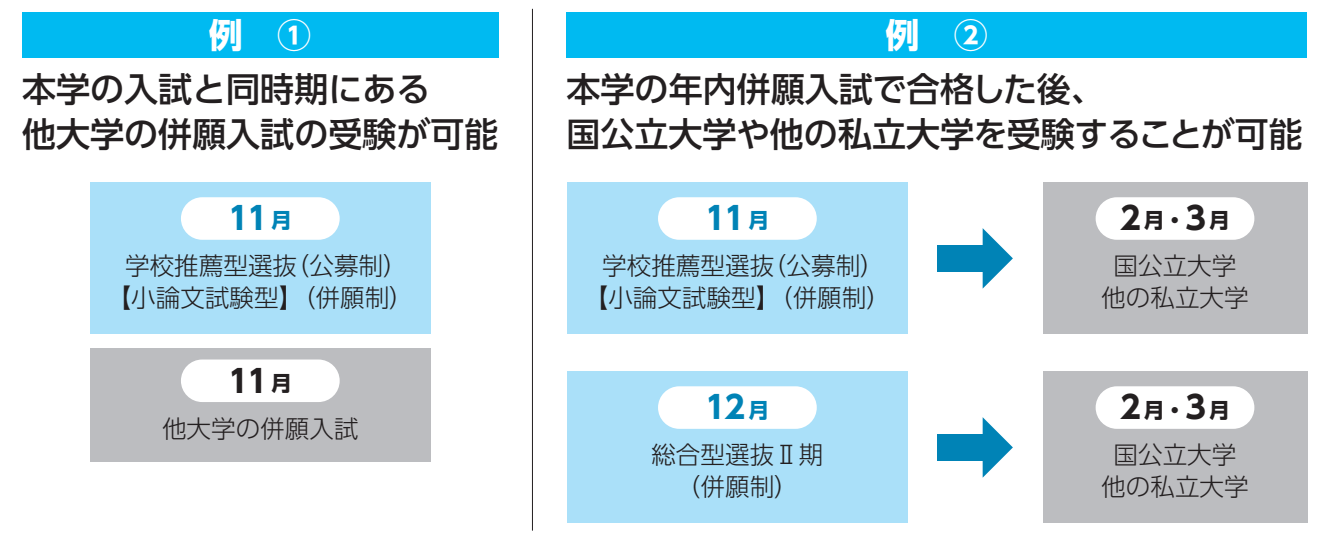 例 ①
本学の入試と同時期にある
他大学の併願入試の受験が可能
11月
学校推薦型選抜(公募制)
【小論文試験型】(併願制)
11月
他大学の併願入試
例 ②
本学の年内併願入試で合格した後、
国公立大学や他の私立大学を受験することが可能
11月
学校推薦型選抜(公募制)
【小論文試験型】(併願制)
2月・3月
国公立大学
他の私立大学
12月
総合型選抜Ⅱ期
(併願制)
2月・3月
国公立大学
他の私立大学